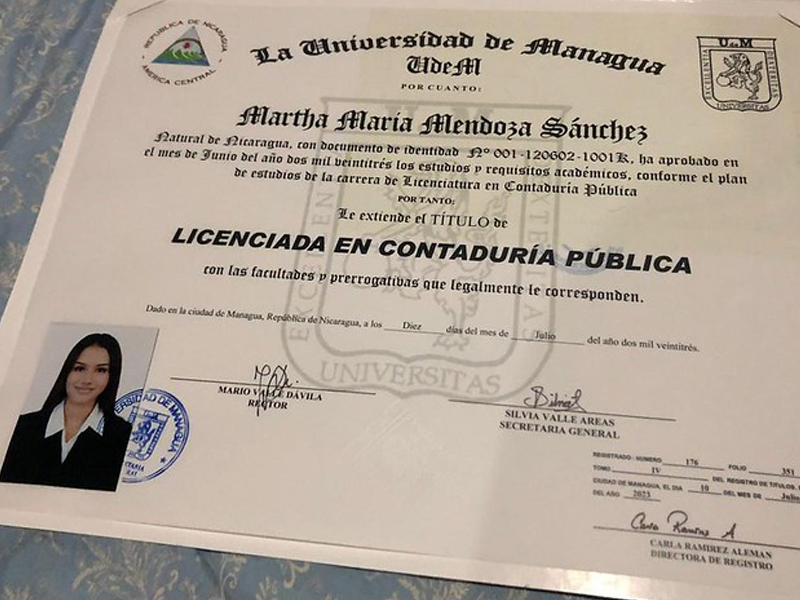 REPUBLICA DE NICARAGUA
AMERICA CENTRAL
La Universidad de Managua
UdeM
POR CUANTO:
Martha María Mendoza Sánchez
Natural de Nicaragua, con documento de identidad Nº 001-120602-1001K, ha aprobado en
el mes de Junio del año dos mil veintitrés los estudios y requisitos académicos, conforme el plan
de estudios de la carrera de Licenciatura en Contaduría Pública
POR TANTO:
Le extiende el TÍTULO de
LICENCIADA EN CONTADURÍA PÚBLICA
con las facultades y prerrogativas que legalmente le corresponden.
Dado en la ciudad de Managua, República de Nicaragua, a los Diez días del mes de Julio del año dos mil veintitrés.
UNIVERSITAS
MARIO VALLE DÁVILA
RECTOR
SILVIA VALLE AREAS
SECRETARIA GENERAL
REGISTRADO: NUMERO 176 FOLIO 351
TOMO IV DEL REGISTRO DE TITULOS.
CIUDAD DE MANAGUA, EL DIA 10 DEL MES DE Julio
DEL AÑO 2023
Carla Ramirez A
CARLA RAMIREZ ALEMAN
DIRECTORA DE REGISTRO